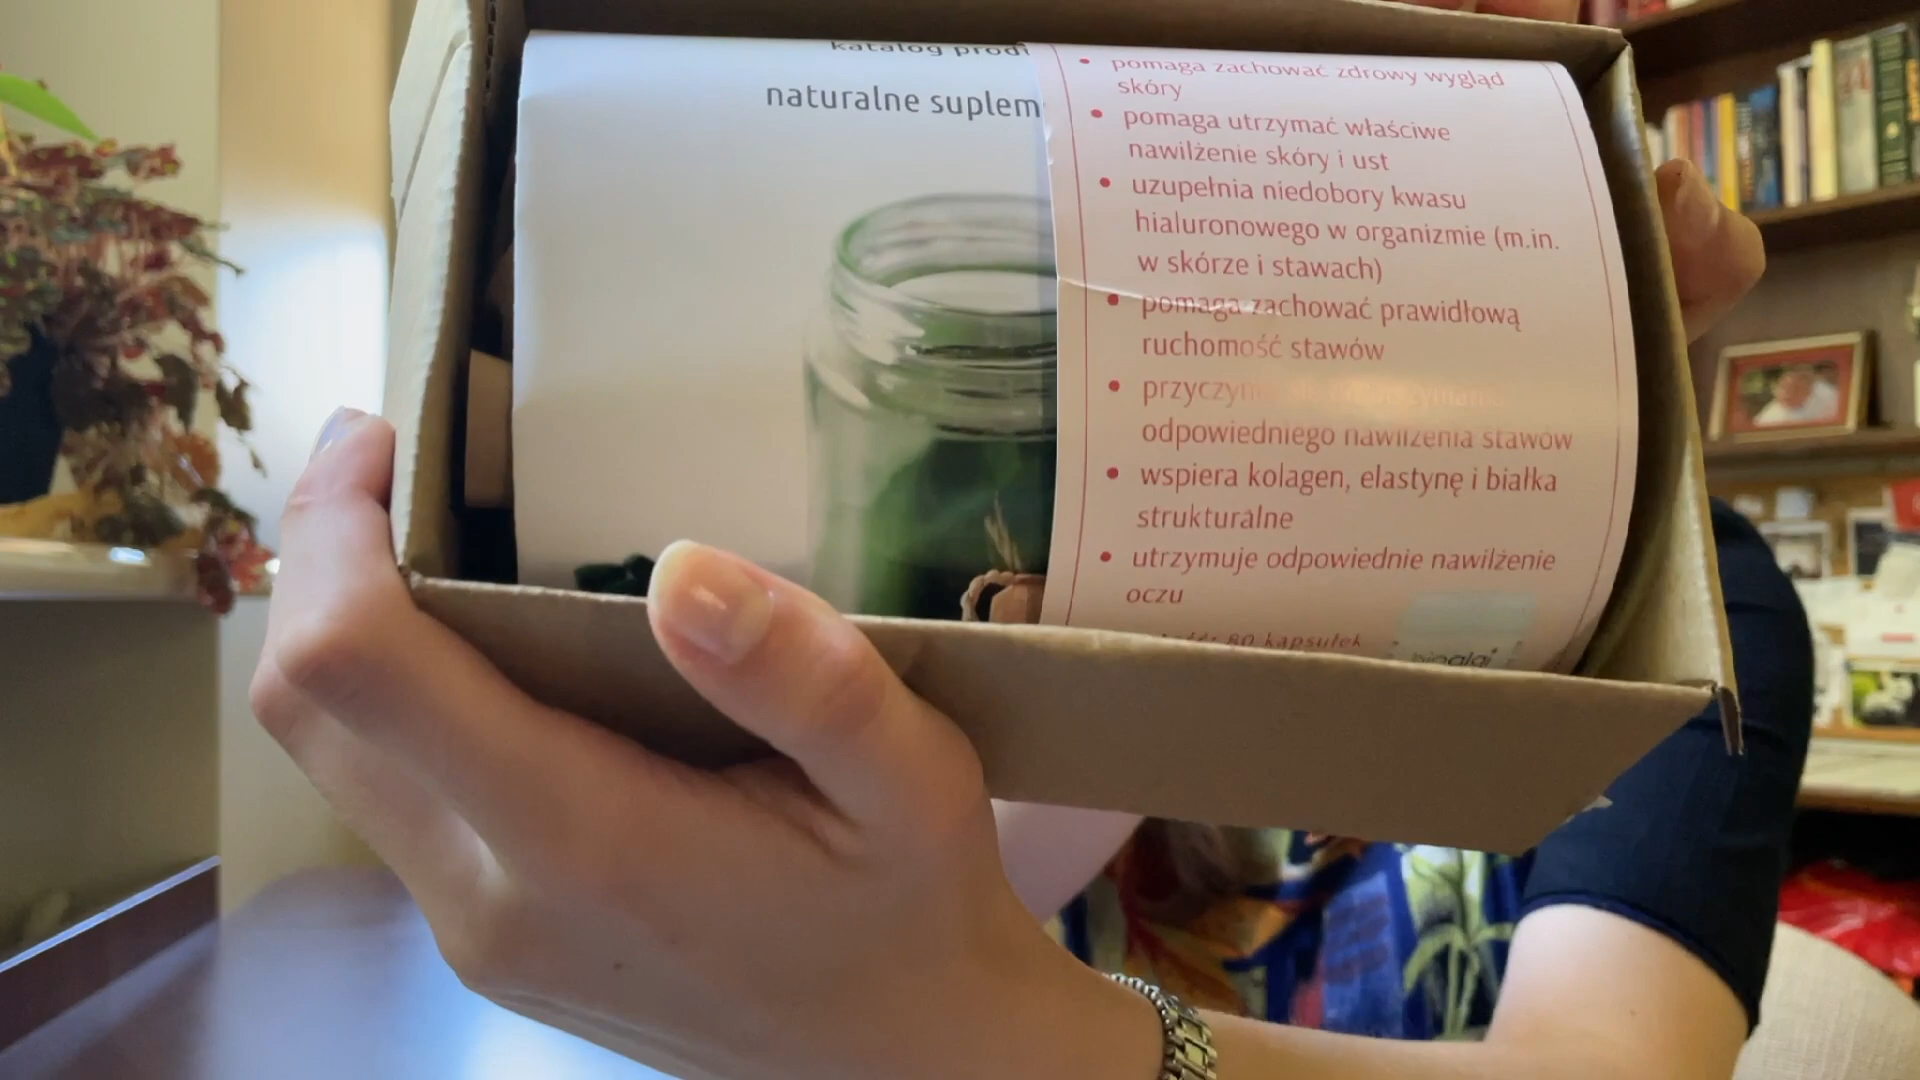 katalog prod
naturalne suplem
• pomaga zachować zdrowy wygląd
skóry
• pomaga utrzymać właściwe
nawilżenie skóry i ust
• uzupełnia niedobory kwasu
hialuronowego w organizmie (m.in.
w skórze i stawach)
• pomaga zachować prawidłową
ruchomość stawów
•
odpowiedniego nawilżenia stawów
• wspiera kolagen, elastynę i białka
strukturalne
• utrzymuje odpowiednie nawilżenie
oczu
80 kapsułek